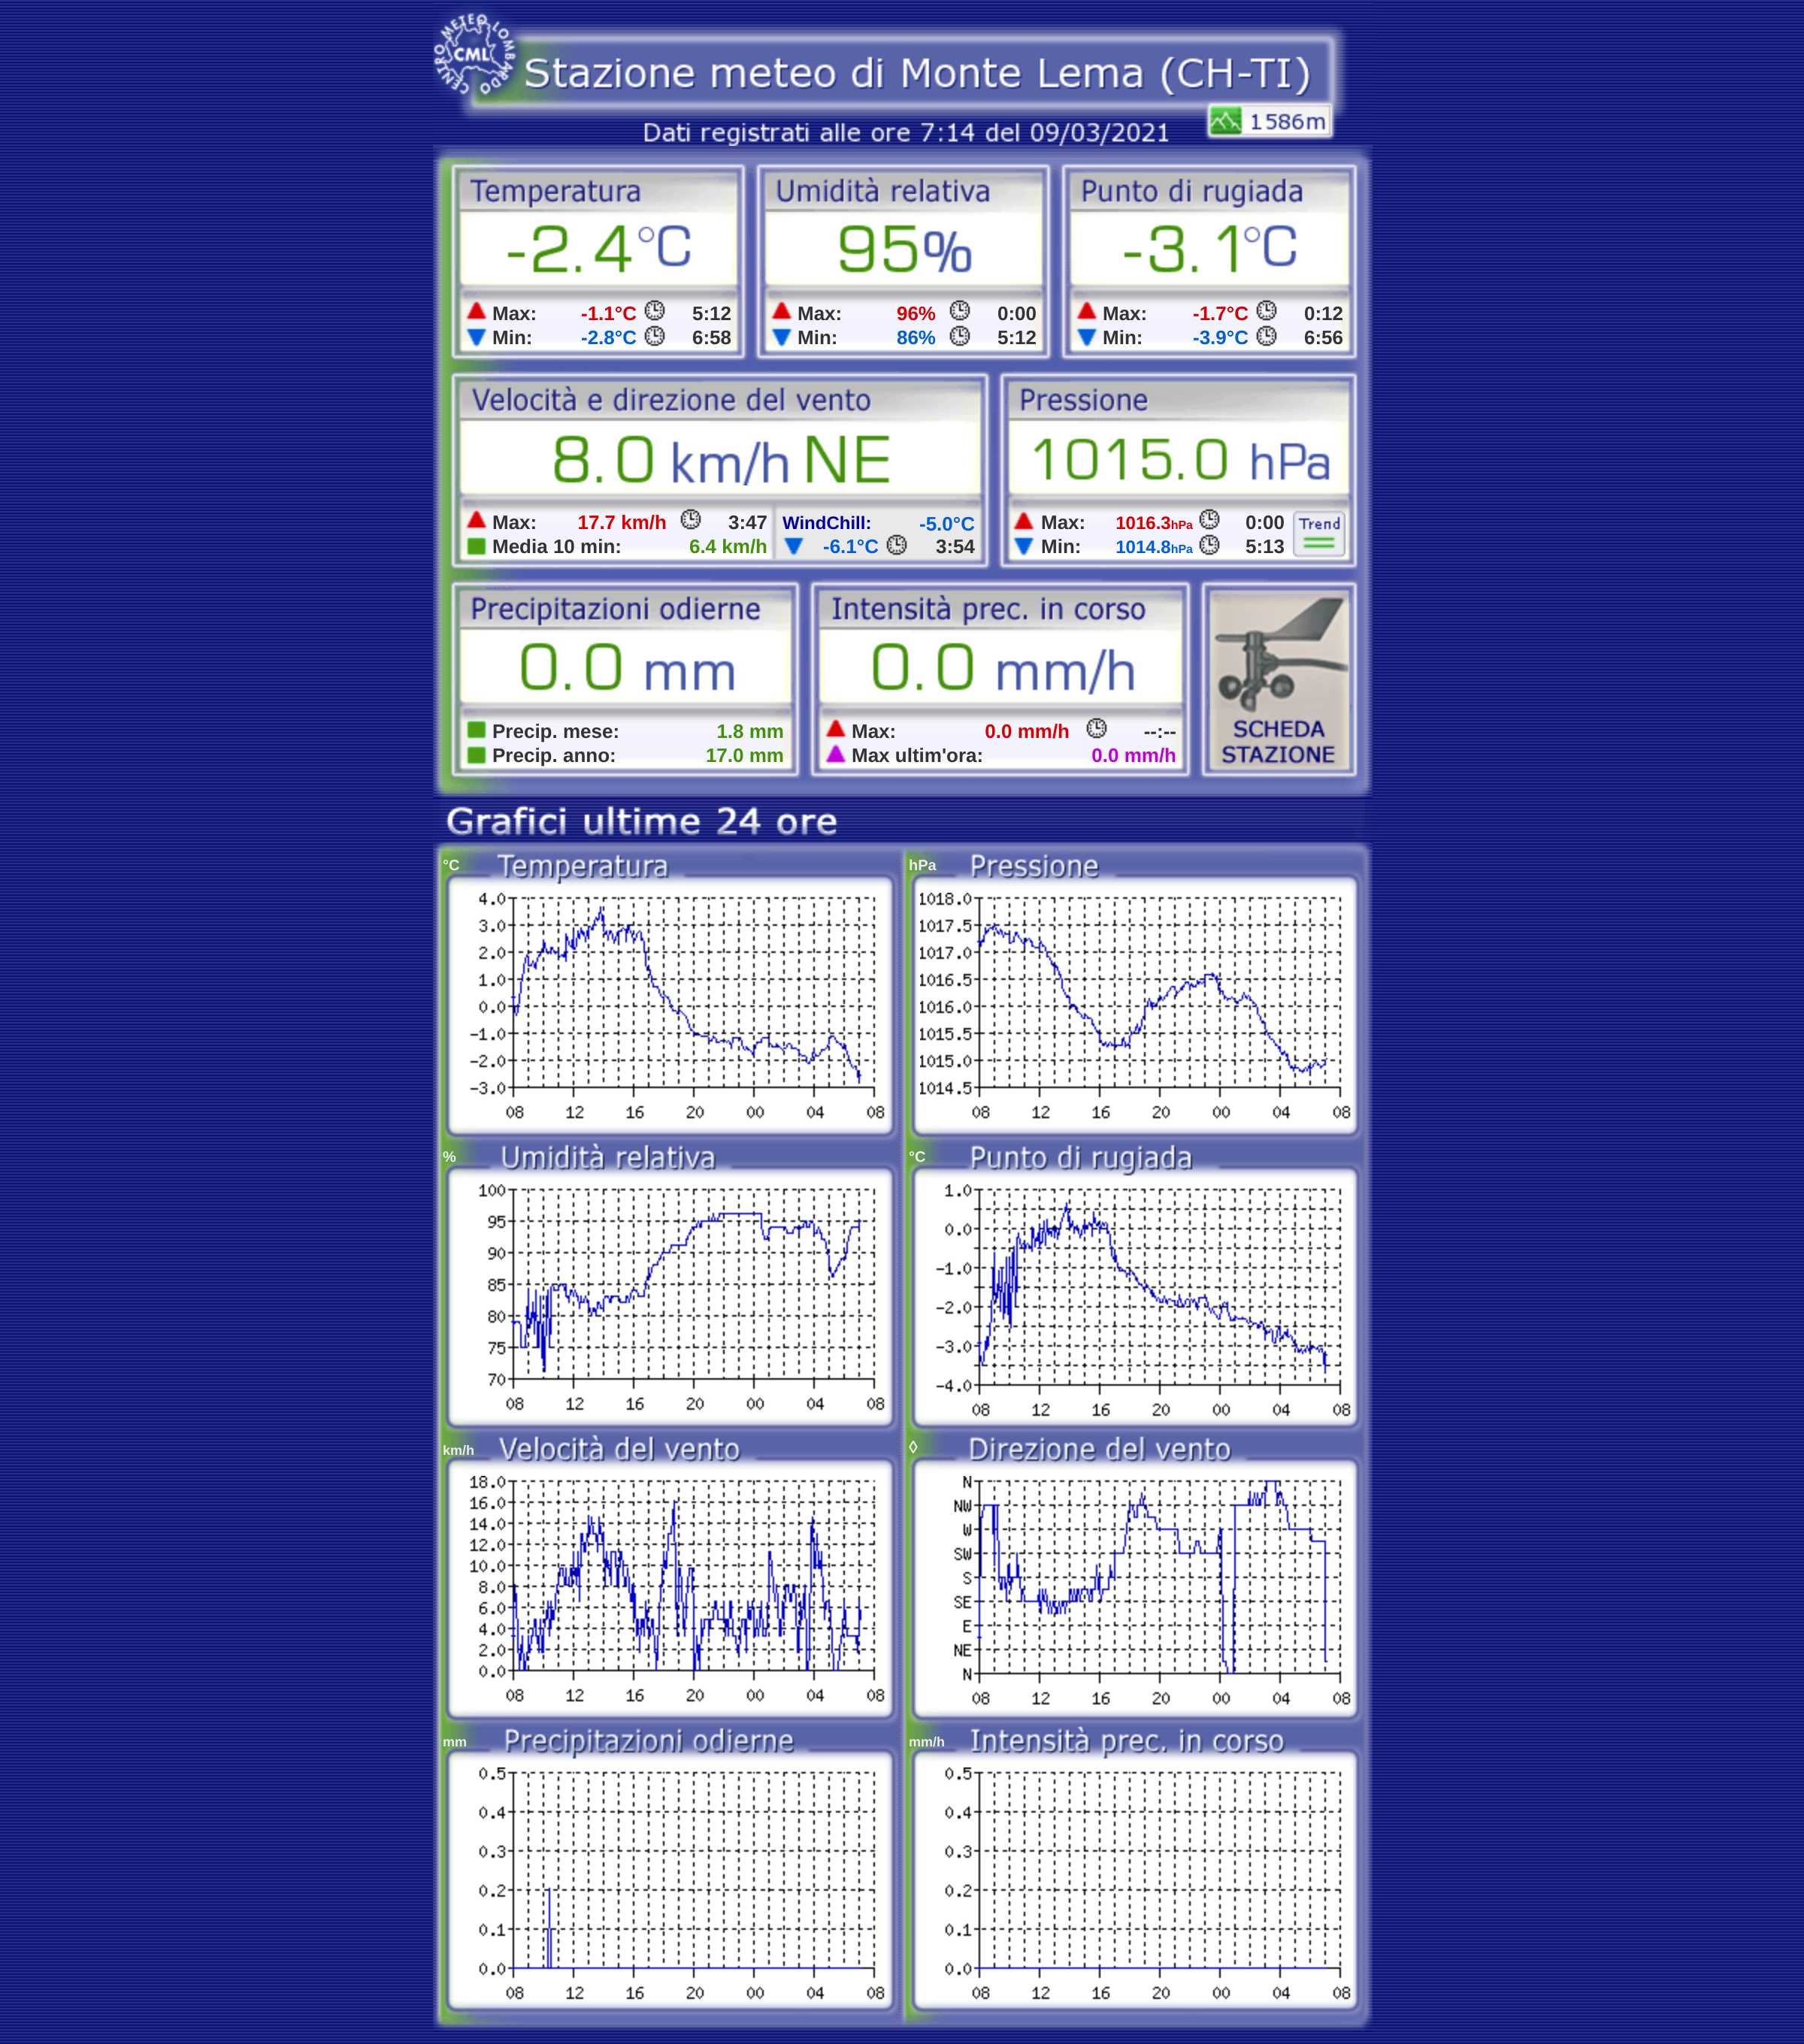 CENTRO METEO LOMBARDO
CML
Stazione meteo di Monte Lema (CH-TI)
1586m
Dati registrati alle ore 7:14 del 09/03/2021
Temperatura Umidità relativa Punto di rugiada
-2.4°C 95% -3.1°C
Max: -1.1°C 5:12 Max: 96% 0:00 Max: -1.7°C 0:12
Min: -2.8°C 6:58 Min: 86% 5:12 Min: -3.9°C 6:56
Velocità e direzione del vento Pressione
8.0 km/h NE 1015.0 hPa
Max: 17.7 km/h 3:47 WindChill: -5.0°C Max: 1016.3hPa 0:00 Trend
Media 10 min: 6.4 km/h -6.1°C 3:54 Min: 1014.8hPa 5:13
Precipitazioni odierne Intensità prec. in corso
0.0 mm 0.0 mm/h
Precip. mese: 1.8 mm Max: 0.0 mm/h --:-- SCHEDA
Precip. anno: 17.0 mm Max ultim'ora: 0.0 mm/h STAZIONE
Grafici ultime 24 ore
°C Temperatura
4.0
3.0
2.0
1.0
0.0
-1.0
-2.0
-3.0
08 12 16 20 00 04 08
hPa Pressione
1018.0
1017.5
1017.0
1016.5
1016.0
1015.5
1015.0
1014.5
08 12 16 20 00 04 08
% Umidità relativa
100
95
90
85
80
75
70
08 12 16 20 00 04 08
°C Punto di rugiada
1.0
0.0
-1.0
-2.0
-3.0
-4.0
08 12 16 20 00 04 08
km/h Velocità del vento
18.0
16.0
14.0
12.0
10.0
8.0
6.0
4.0
2.0
0.0
08 12 16 20 00 04 08
◊ Direzione del vento
N
NW
W
SW
S
SE
E
NE
N
08 12 16 20 00 04 08
mm Precipitazioni odierne
0.5
0.4
0.3
0.2
0.1
0.0
08 12 16 20 00 04 08
mm/h Intensità prec. in corso
0.5
0.4
0.3
0.2
0.1
0.0
08 12 16 20 00 04 08